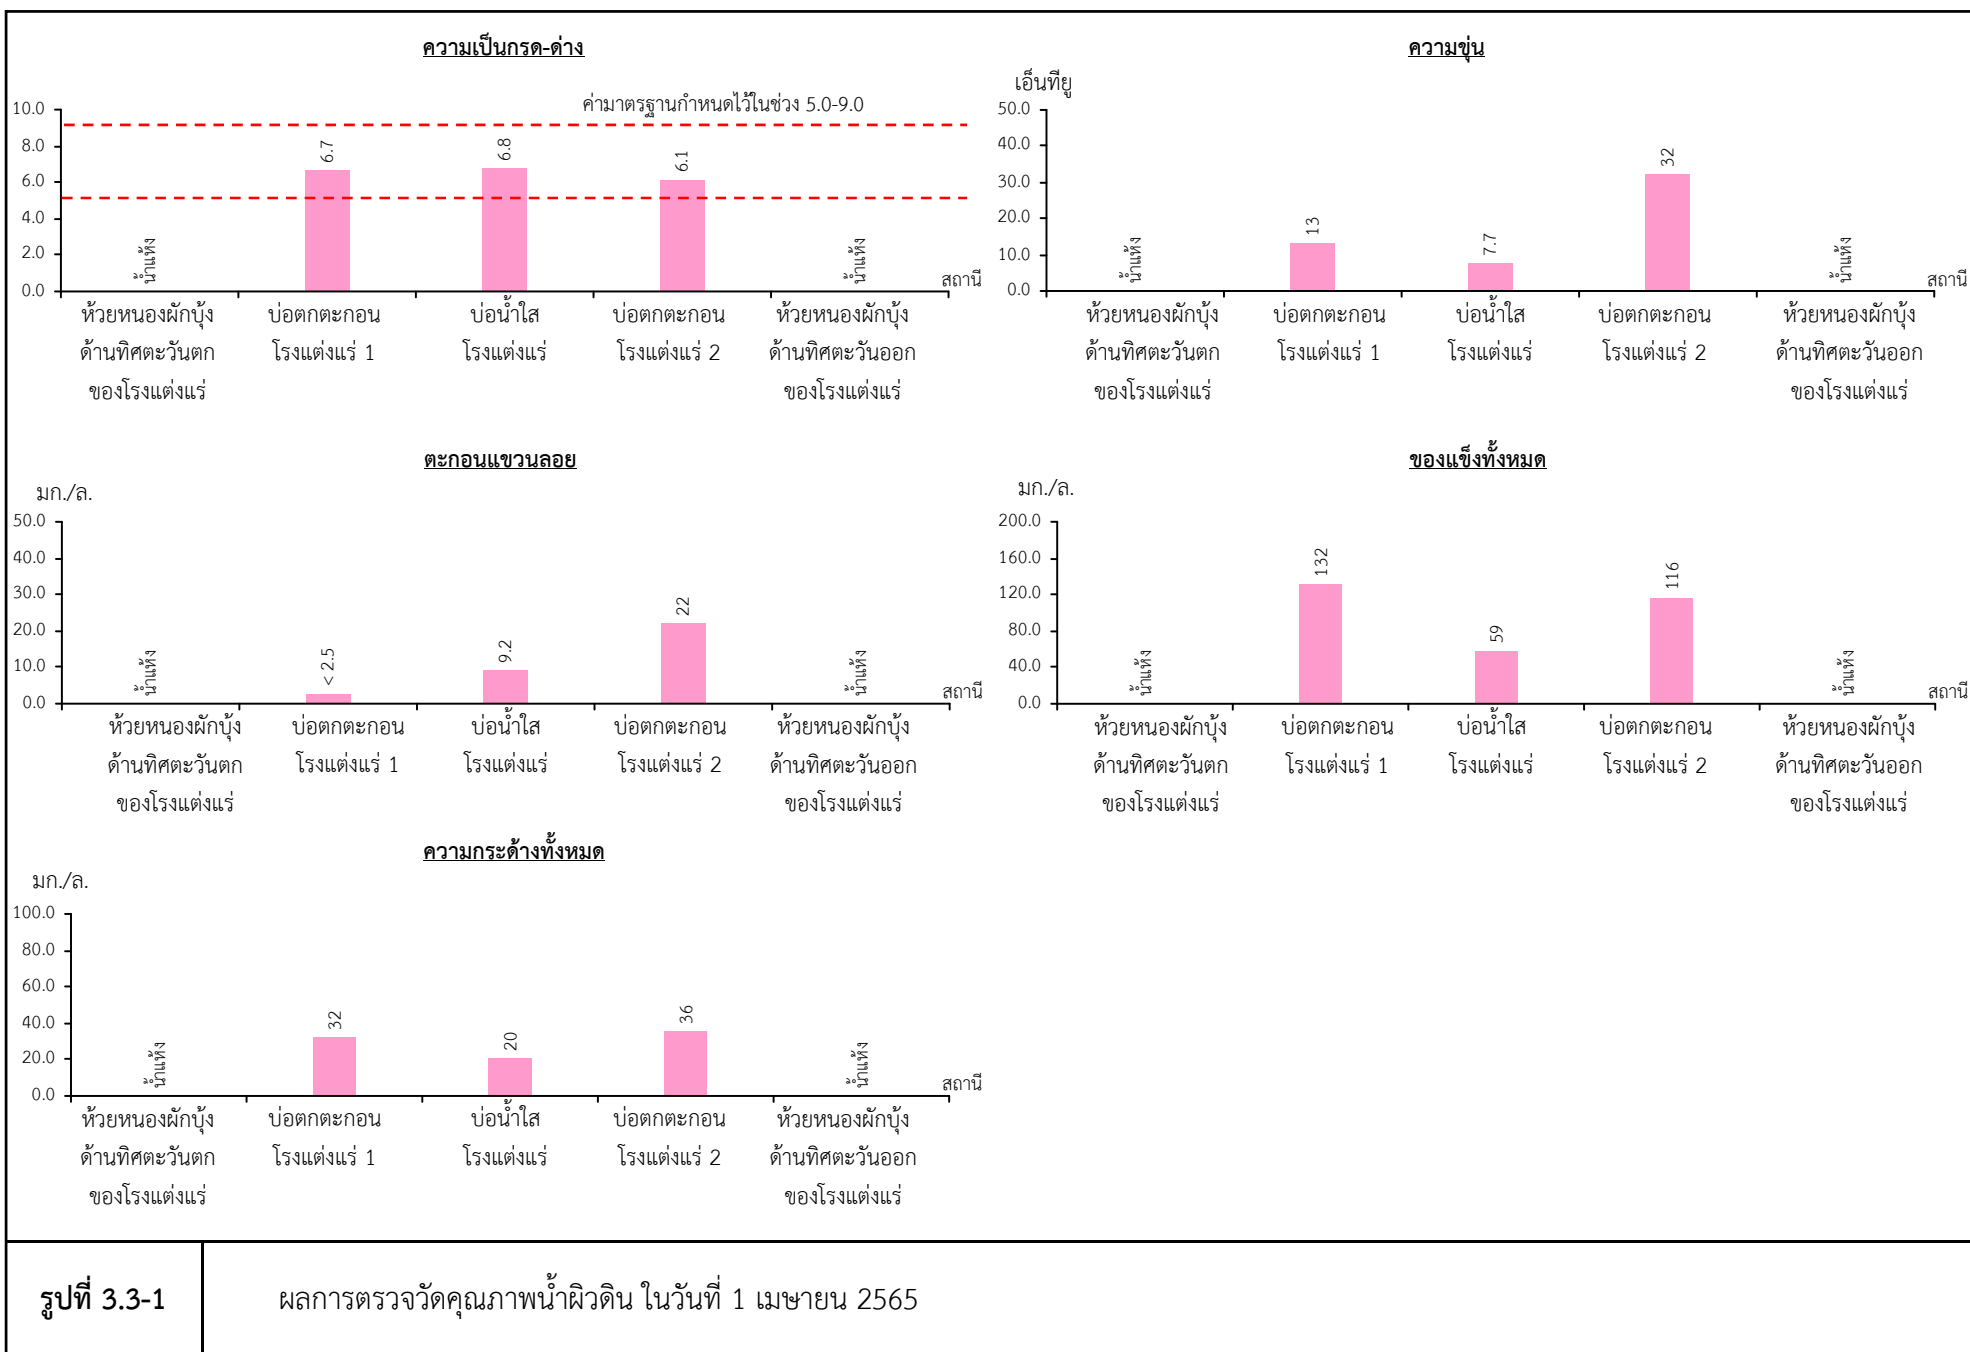 ความเป็นกรด-ด่าง
ค่ามาตรฐานกำหนดไว้ในช่วง 5.0-9.0
10.0
8.0
6.0
4.0
2.0
0.0
น้ำแห้ง
6.7
6.8
6.1
น้ำแห้ง
สถานี
ห้วยหนองผักบุ้ง บ่อตกตะกอน บ่อน้ำใส บ่อตกตะกอน ห้วยหนองผักบุ้ง
ด้านทิศตะวันตก โรงแต่งแร่ 1 โรงแต่งแร่ โรงแต่งแร่ 2 ด้านทิศตะวันออก
ของโรงแต่งแร่ ของโรงแต่งแร่
ความขุ่น
เอ็นทียู
50.0
40.0
30.0
20.0
10.0
0.0
น้ำแห้ง
13
7.7
32
น้ำแห้ง
สถานี
ห้วยหนองผักบุ้ง บ่อตกตะกอน บ่อน้ำใส บ่อตกตะกอน ห้วยหนองผักบุ้ง
ด้านทิศตะวันตก โรงแต่งแร่ 1 โรงแต่งแร่ โรงแต่งแร่ 2 ด้านทิศตะวันออก
ของโรงแต่งแร่ ของโรงแต่งแร่
ตะกอนแขวนลอย
มก./ล.
50.0
40.0
30.0
20.0
10.0
0.0
น้ำแห้ง
< 2.5
9.2
22
น้ำแห้ง
สถานี
ห้วยหนองผักบุ้ง บ่อตกตะกอน บ่อน้ำใส บ่อตกตะกอน ห้วยหนองผักบุ้ง
ด้านทิศตะวันตก โรงแต่งแร่ 1 โรงแต่งแร่ โรงแต่งแร่ 2 ด้านทิศตะวันออก
ของโรงแต่งแร่ ของโรงแต่งแร่
ของแข็งทั้งหมด
มก./ล.
200.0
160.0
120.0
80.0
40.0
0.0
น้ำแห้ง
132
59
116
น้ำแห้ง
สถานี
ห้วยหนองผักบุ้ง บ่อตกตะกอน บ่อน้ำใส บ่อตกตะกอน ห้วยหนองผักบุ้ง
ด้านทิศตะวันตก โรงแต่งแร่ 1 โรงแต่งแร่ โรงแต่งแร่ 2 ด้านทิศตะวันออก
ของโรงแต่งแร่ ของโรงแต่งแร่
ความกระด้างทั้งหมด
มก./ล.
100.0
80.0
60.0
40.0
20.0
0.0
น้ำแห้ง
32
20
36
น้ำแห้ง
สถานี
ห้วยหนองผักบุ้ง บ่อตกตะกอน บ่อน้ำใส บ่อตกตะกอน ห้วยหนองผักบุ้ง
ด้านทิศตะวันตก โรงแต่งแร่ 1 โรงแต่งแร่ โรงแต่งแร่ 2 ด้านทิศตะวันออก
ของโรงแต่งแร่ ของโรงแต่งแร่
รูปที่ 3.3-1 ผลการตรวจวัดคุณภาพน้ำผิวดิน ในวันที่ 1 เมษายน 2565